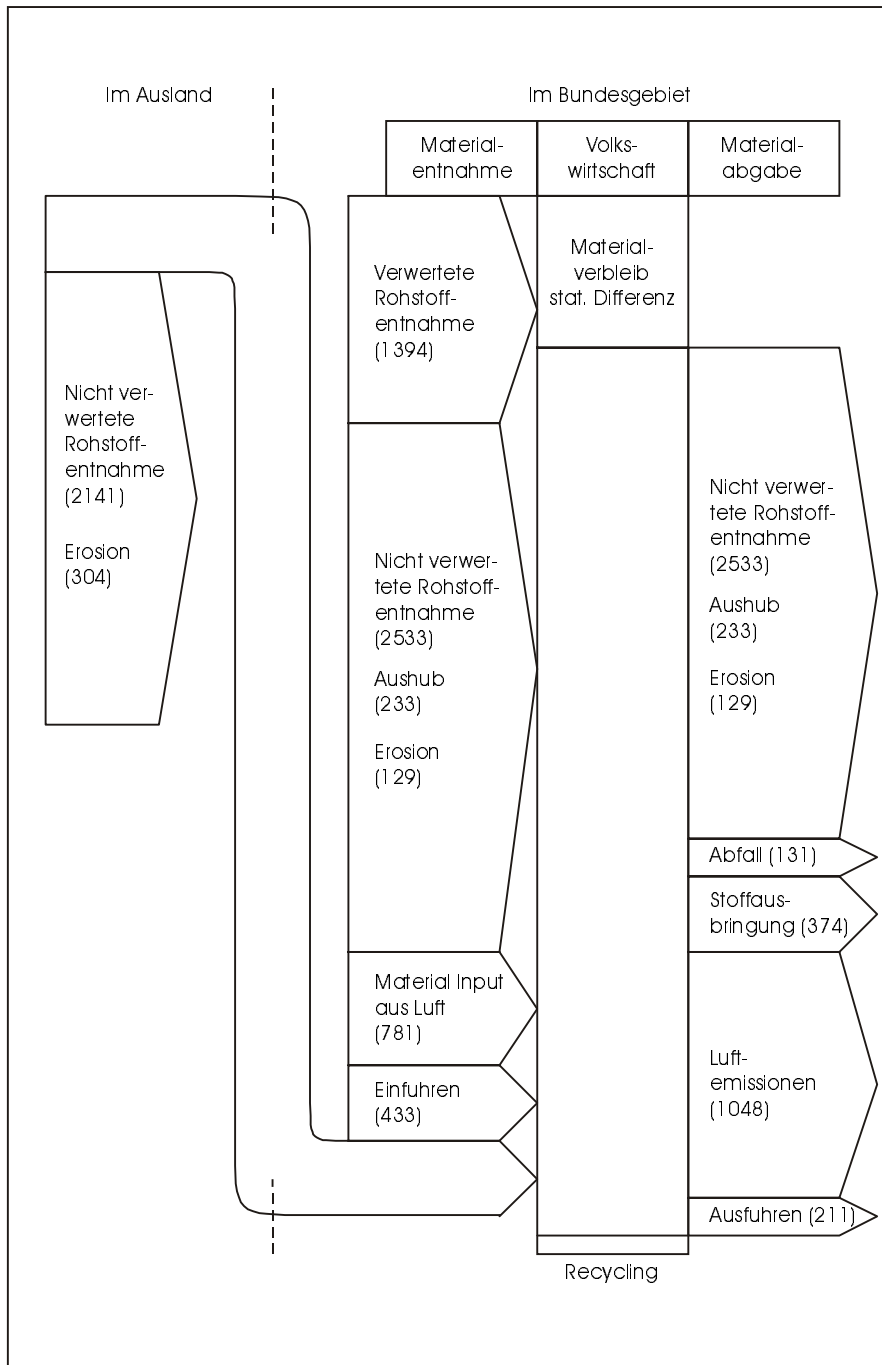 Im Ausland
Im Bundesgebiet
Material-
entnahme
Volks-
wirtschaft
Material-
abgabe
Nicht ver-
wertete
Rohstoff-
entnahme
(2141)
Erosion
(304)
Verwertete
Rohstoff-
entnahme
(1394)
Nicht verwer-
tete Rohstoff-
entnahme
(2533)
Aushub
(233)
Erosion
(129)
Material Input
aus Luft
(781)
Einfuhren
(433)
Material-
verbleib
stat. Differenz
Nicht verwer-
tete Rohstoff-
entnahme
(2533)
Aushub
(233)
Erosion
(129)
Abfall (131)
Stoffaus-
bringung (374)
Luft-
emissionen
(1048)
Ausfuhren (211)
Recycling